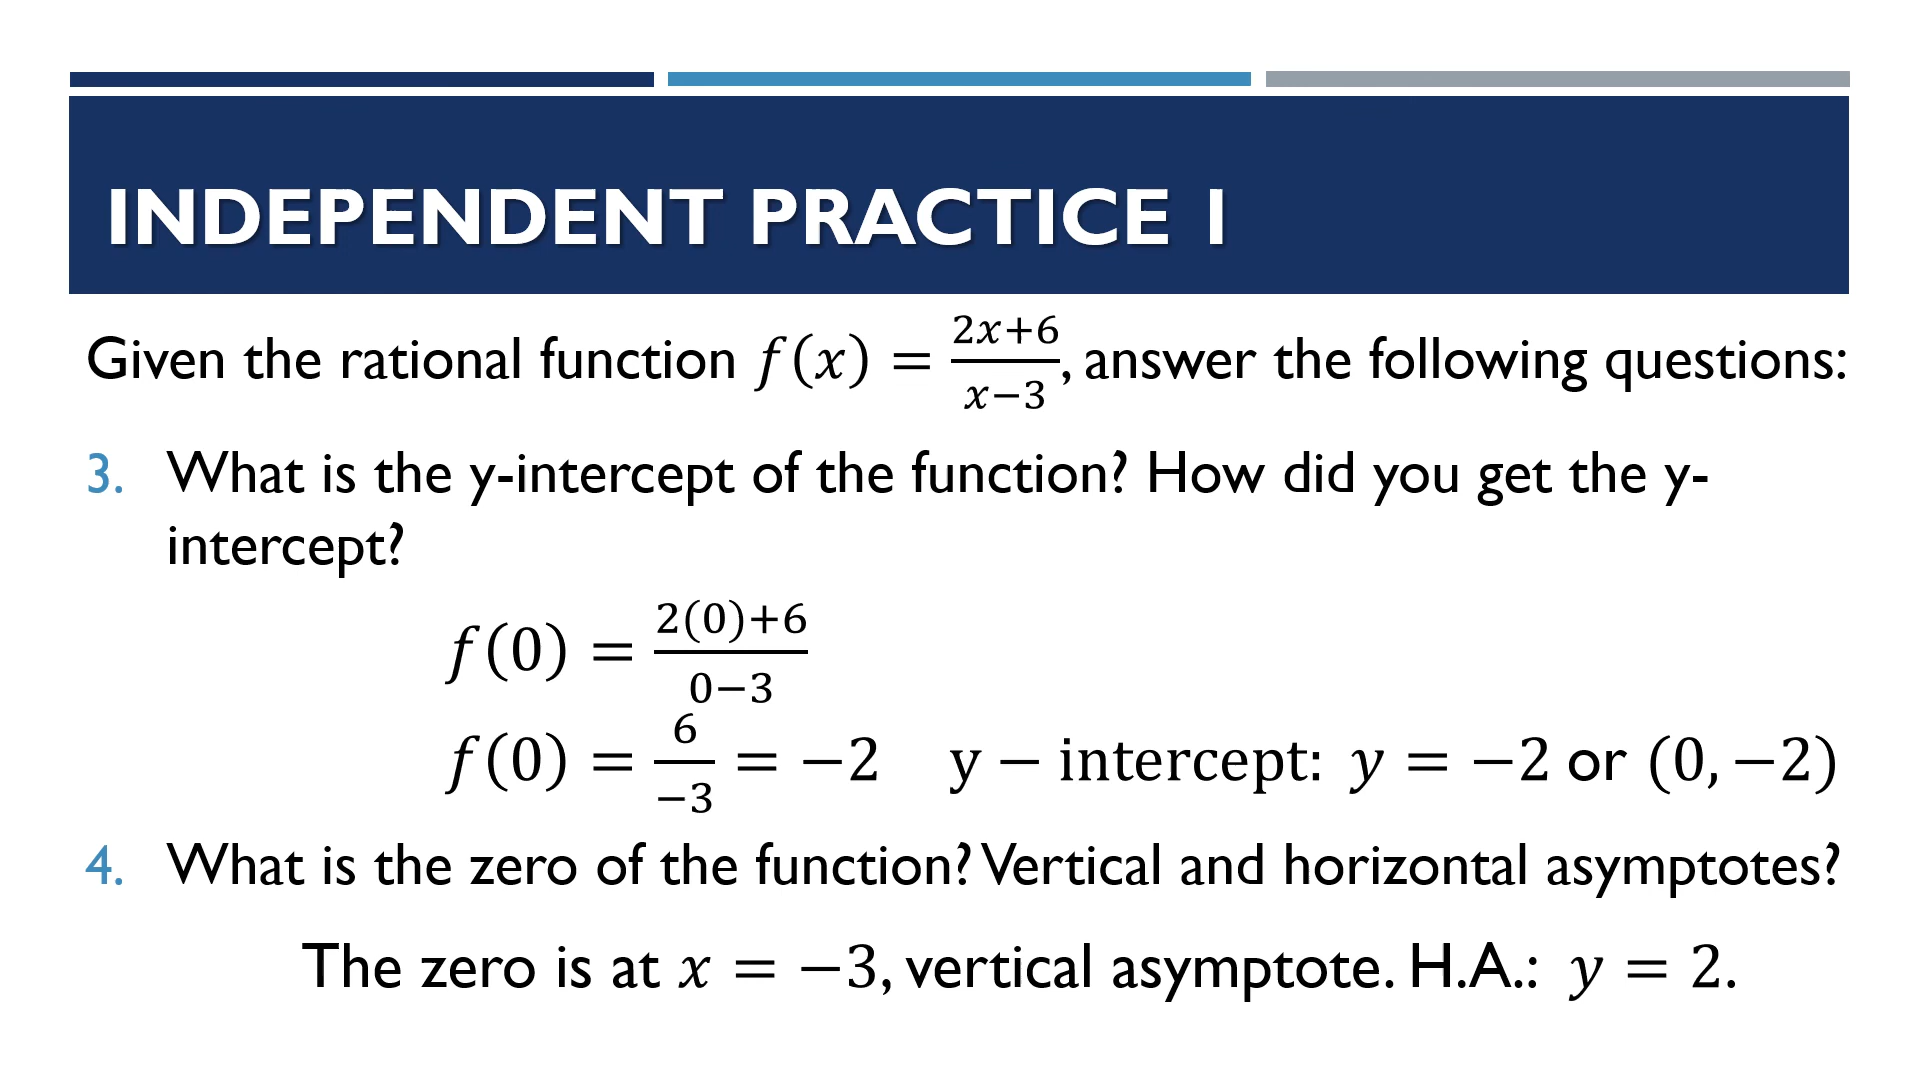 INDEPENDENT PRACTICE 1
Given the rational function f(x) = (2x+6)/(x−3), answer the following questions:
3. What is the y-intercept of the function? How did you get the y-
intercept?
f(0) = (2(0)+6)/(0−3)
f(0) = 6/(−3) = −2 y − intercept: y = −2 or (0, −2)
4. What is the zero of the function? Vertical and horizontal asymptotes?
The zero is at x = −3, vertical asymptote. H.A.: y = 2.